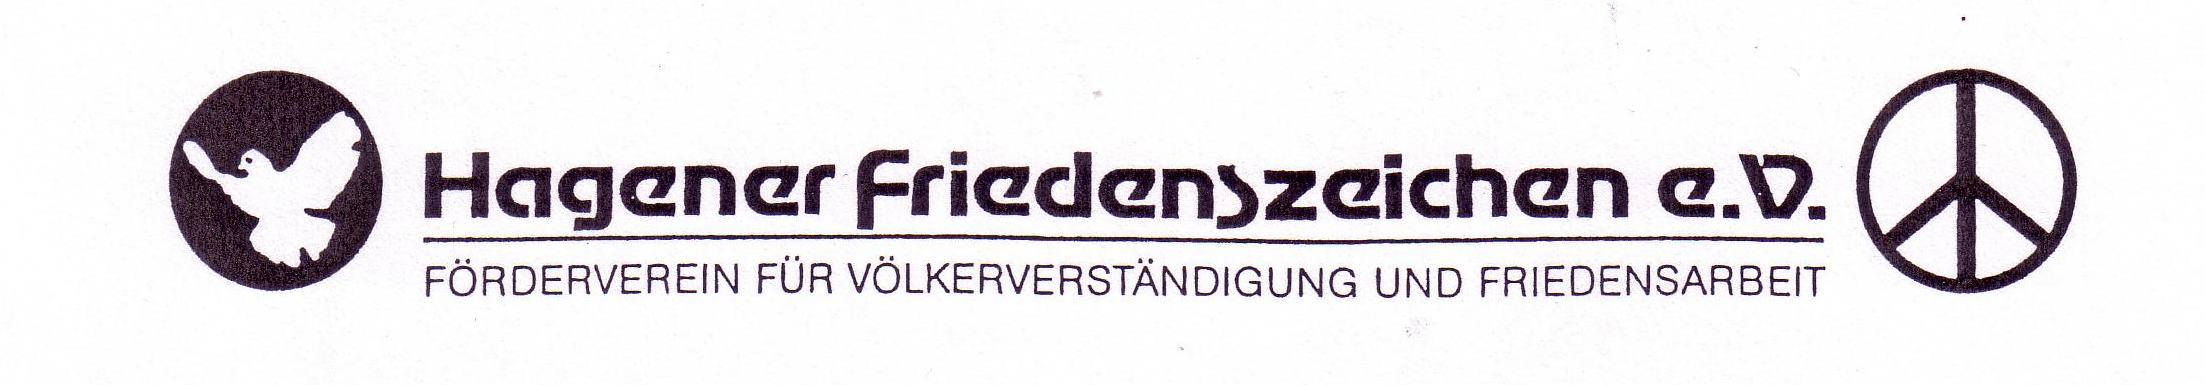 Hagener Friedenszeichen e.V.
FÖRDERVEREIN FÜR VÖLKERVERSTÄNDIGUNG UND FRIEDENSARBEIT